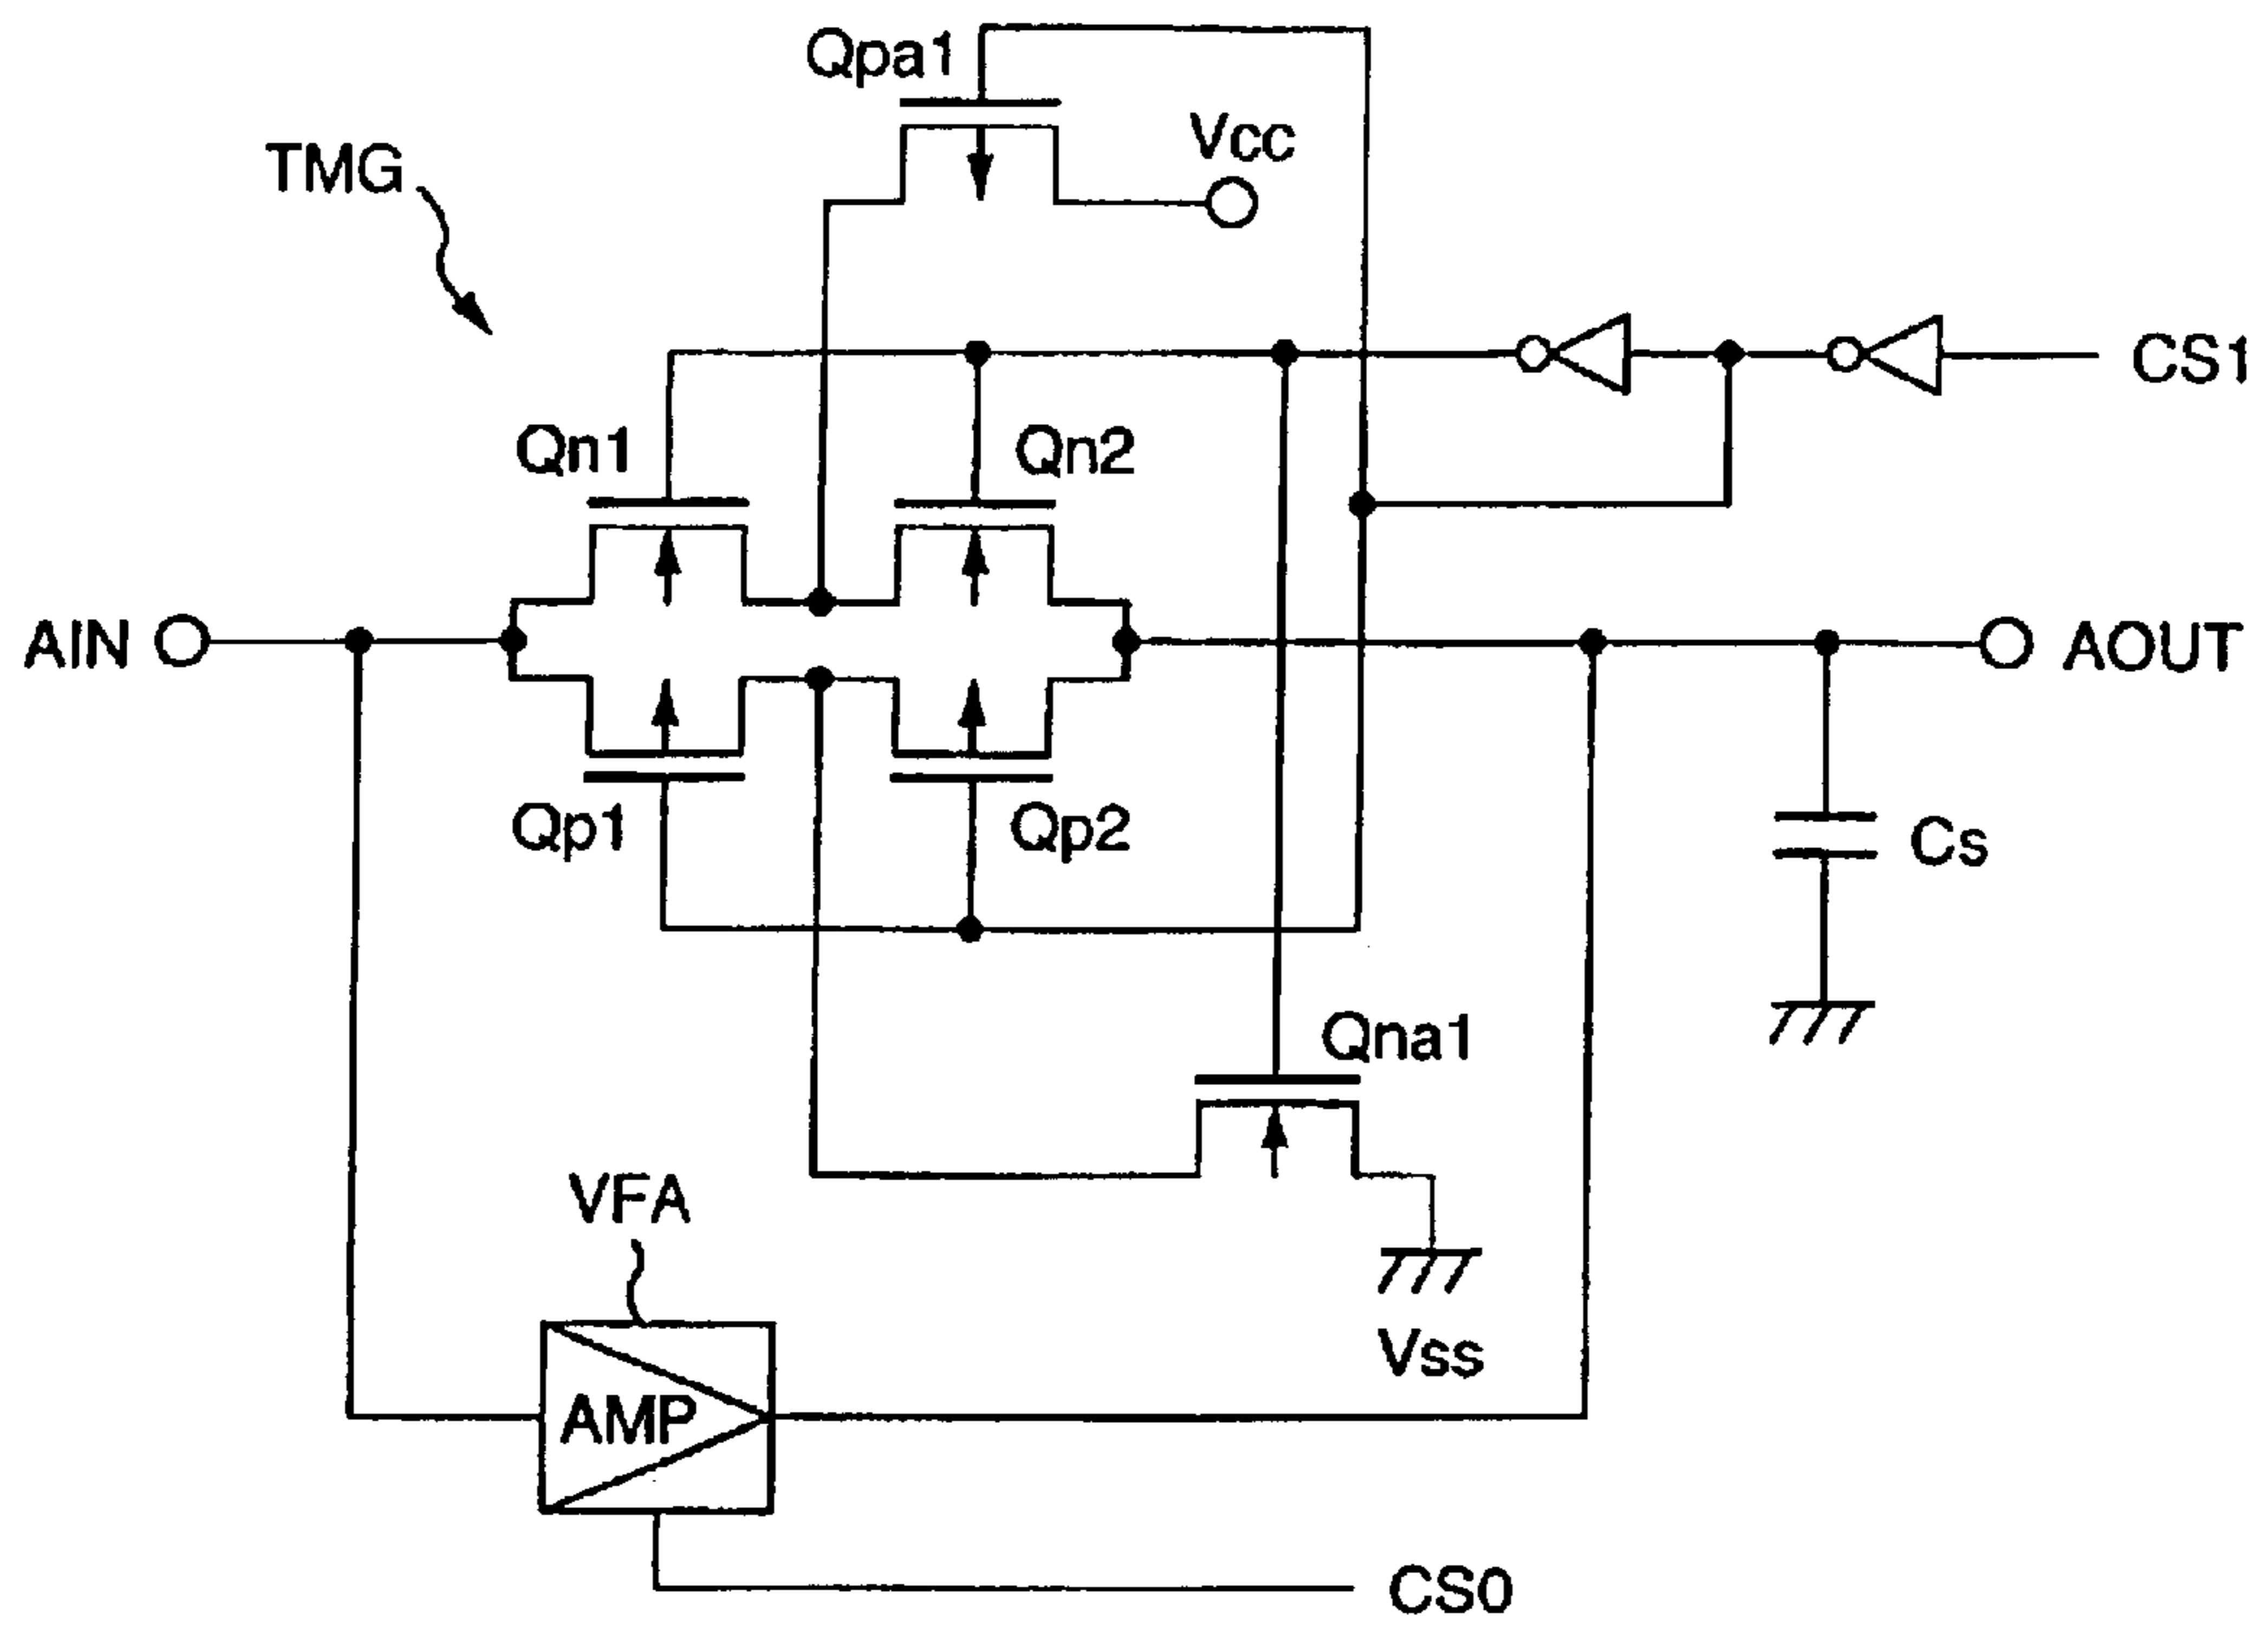 Qpa1
Vcc
TMG
CS1
Qn1
Qn2
AIN
AOUT
Qp1
Qp2
Cs
Qna1
VFA
Vss
AMP
CS0